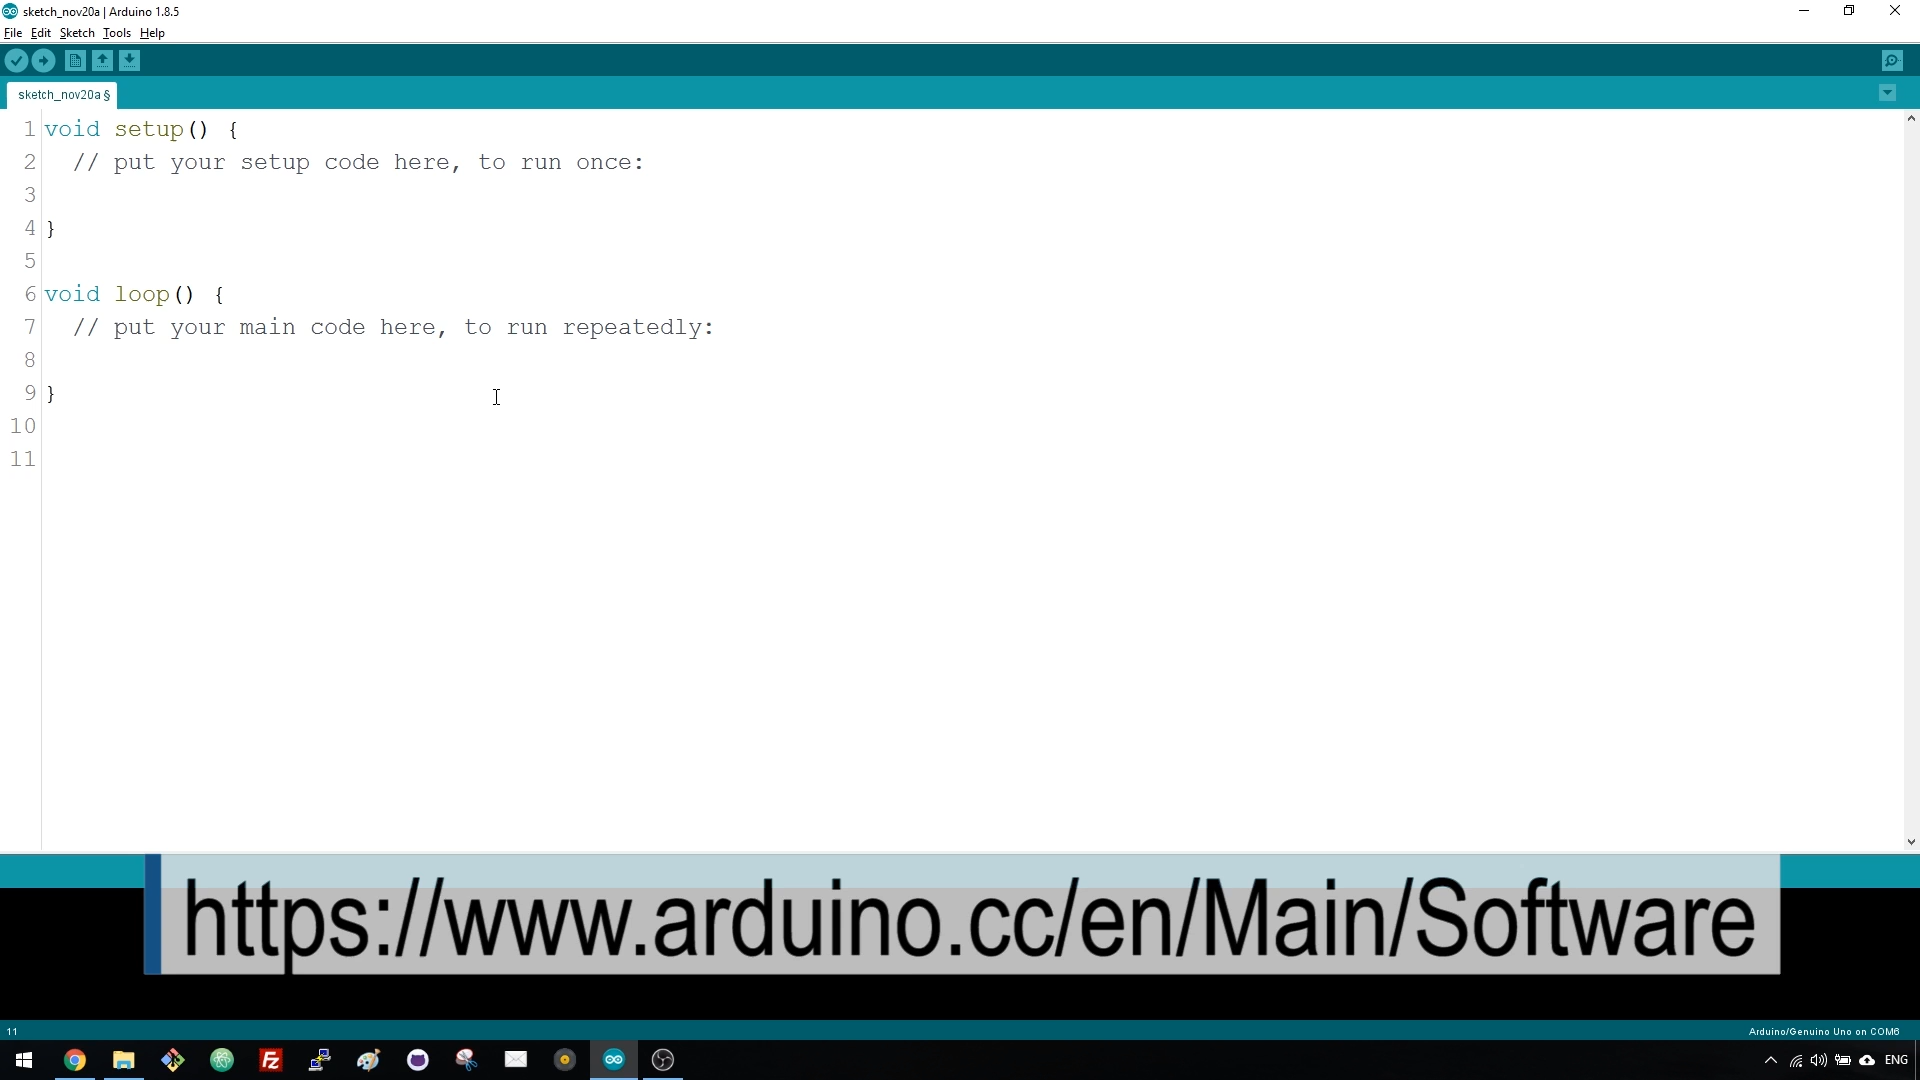 sketch_nov20a | Arduino 1.8.5
File Edit Sketch Tools Help
sketch_nov20a §
1 void setup() {
2 // put your setup code here, to run once:
3
4 }
5
6 void loop() {
7 // put your main code here, to run repeatedly:
8
9 }
10
11
https://www.arduino.cc/en/Main/Software
11 Arduino/Genuino Uno on COM6
Fz
ENG